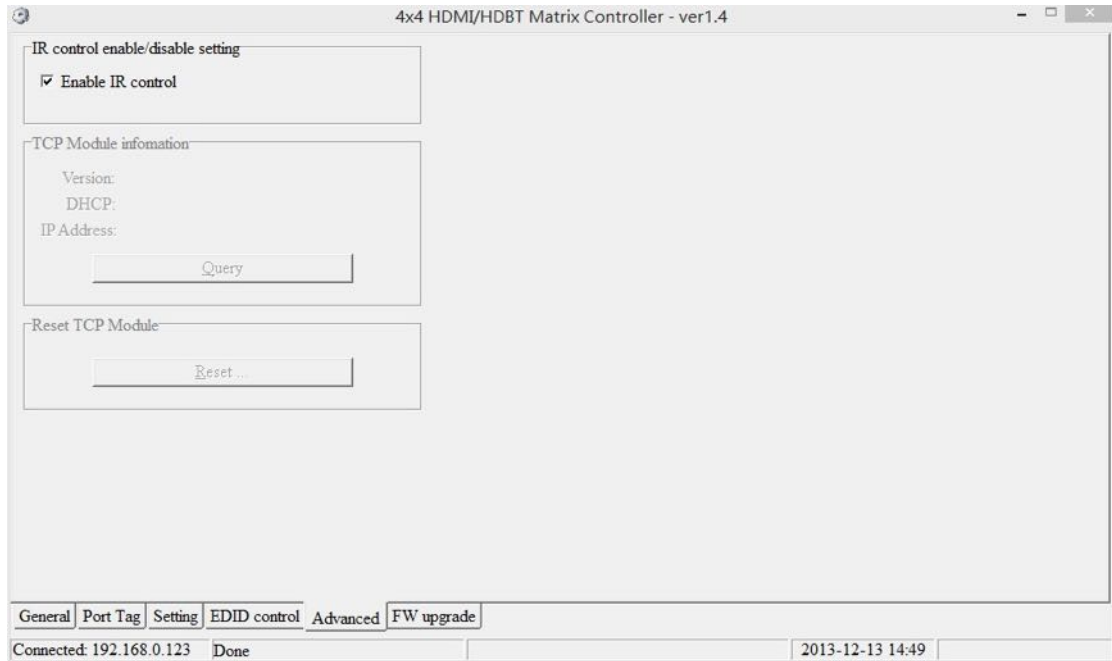 4x4 HDMI/HDBT Matrix Controller - ver1.4
IR control enable/disable setting
Enable IR control
TCP Module infomation
Version:
DHCP:
IP Address:
Query
Reset TCP Module
Reset ...
General Port Tag Setting EDID control Advanced FW upgrade
Connected: 192.168.0.123 Done 2013-12-13 14:49